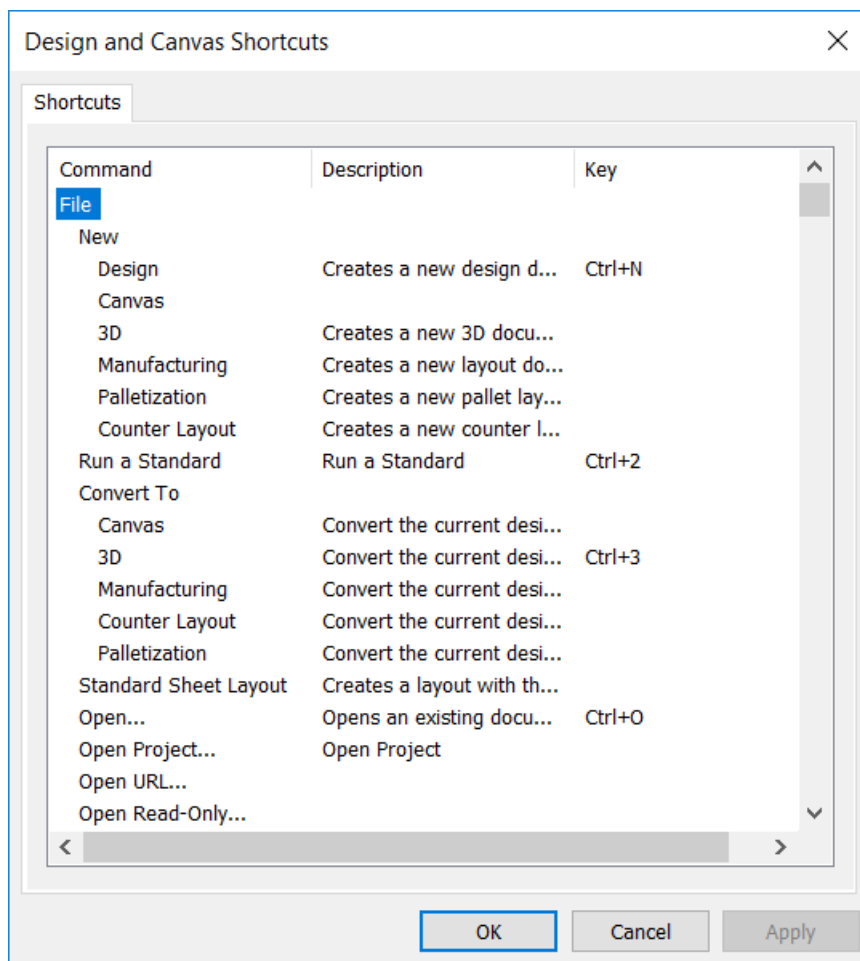 Design and Canvas Shortcuts
Shortcuts
Command Description Key
File
New
Design Creates a new design d... Ctrl+N
Canvas
3D Creates a new 3D docu...
Manufacturing Creates a new layout do...
Palletization Creates a new pallet lay...
Counter Layout Creates a new counter l...
Run a Standard Run a Standard Ctrl+2
Convert To
Canvas Convert the current desi...
3D Convert the current desi... Ctrl+3
Manufacturing Convert the current desi...
Counter Layout Convert the current desi...
Palletization Convert the current desi...
Standard Sheet Layout Creates a layout with th...
Open... Opens an existing docu... Ctrl+O
Open Project... Open Project
Open URL...
Open Read-Only...
OK Cancel Apply